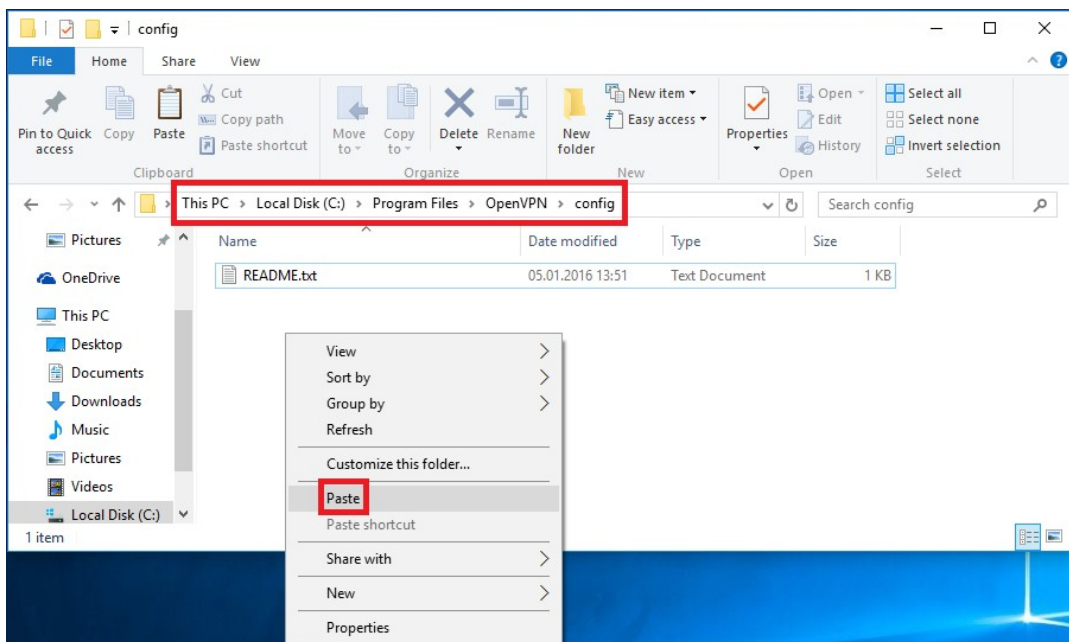 config
File Home Share View
Pin to Quick access
Copy
Paste
Cut
Copy path
Paste shortcut
Clipboard
Move to
Copy to
Delete
Rename
Organize
New folder
New item
Easy access
New
Properties
Open
Edit
History
Open
Select all
Select none
Invert selection
Select
This PC > Local Disk (C:) > Program Files > OpenVPN > config
Search config
Pictures
OneDrive
This PC
Desktop
Documents
Downloads
Music
Pictures
Videos
Local Disk (C:)
Name Date modified Type Size
README.txt 05.01.2016 13:51 Text Document 1 KB
View
Sort by
Group by
Refresh
Customize this folder...
Paste
Paste shortcut
Share with
New
Properties
1 item